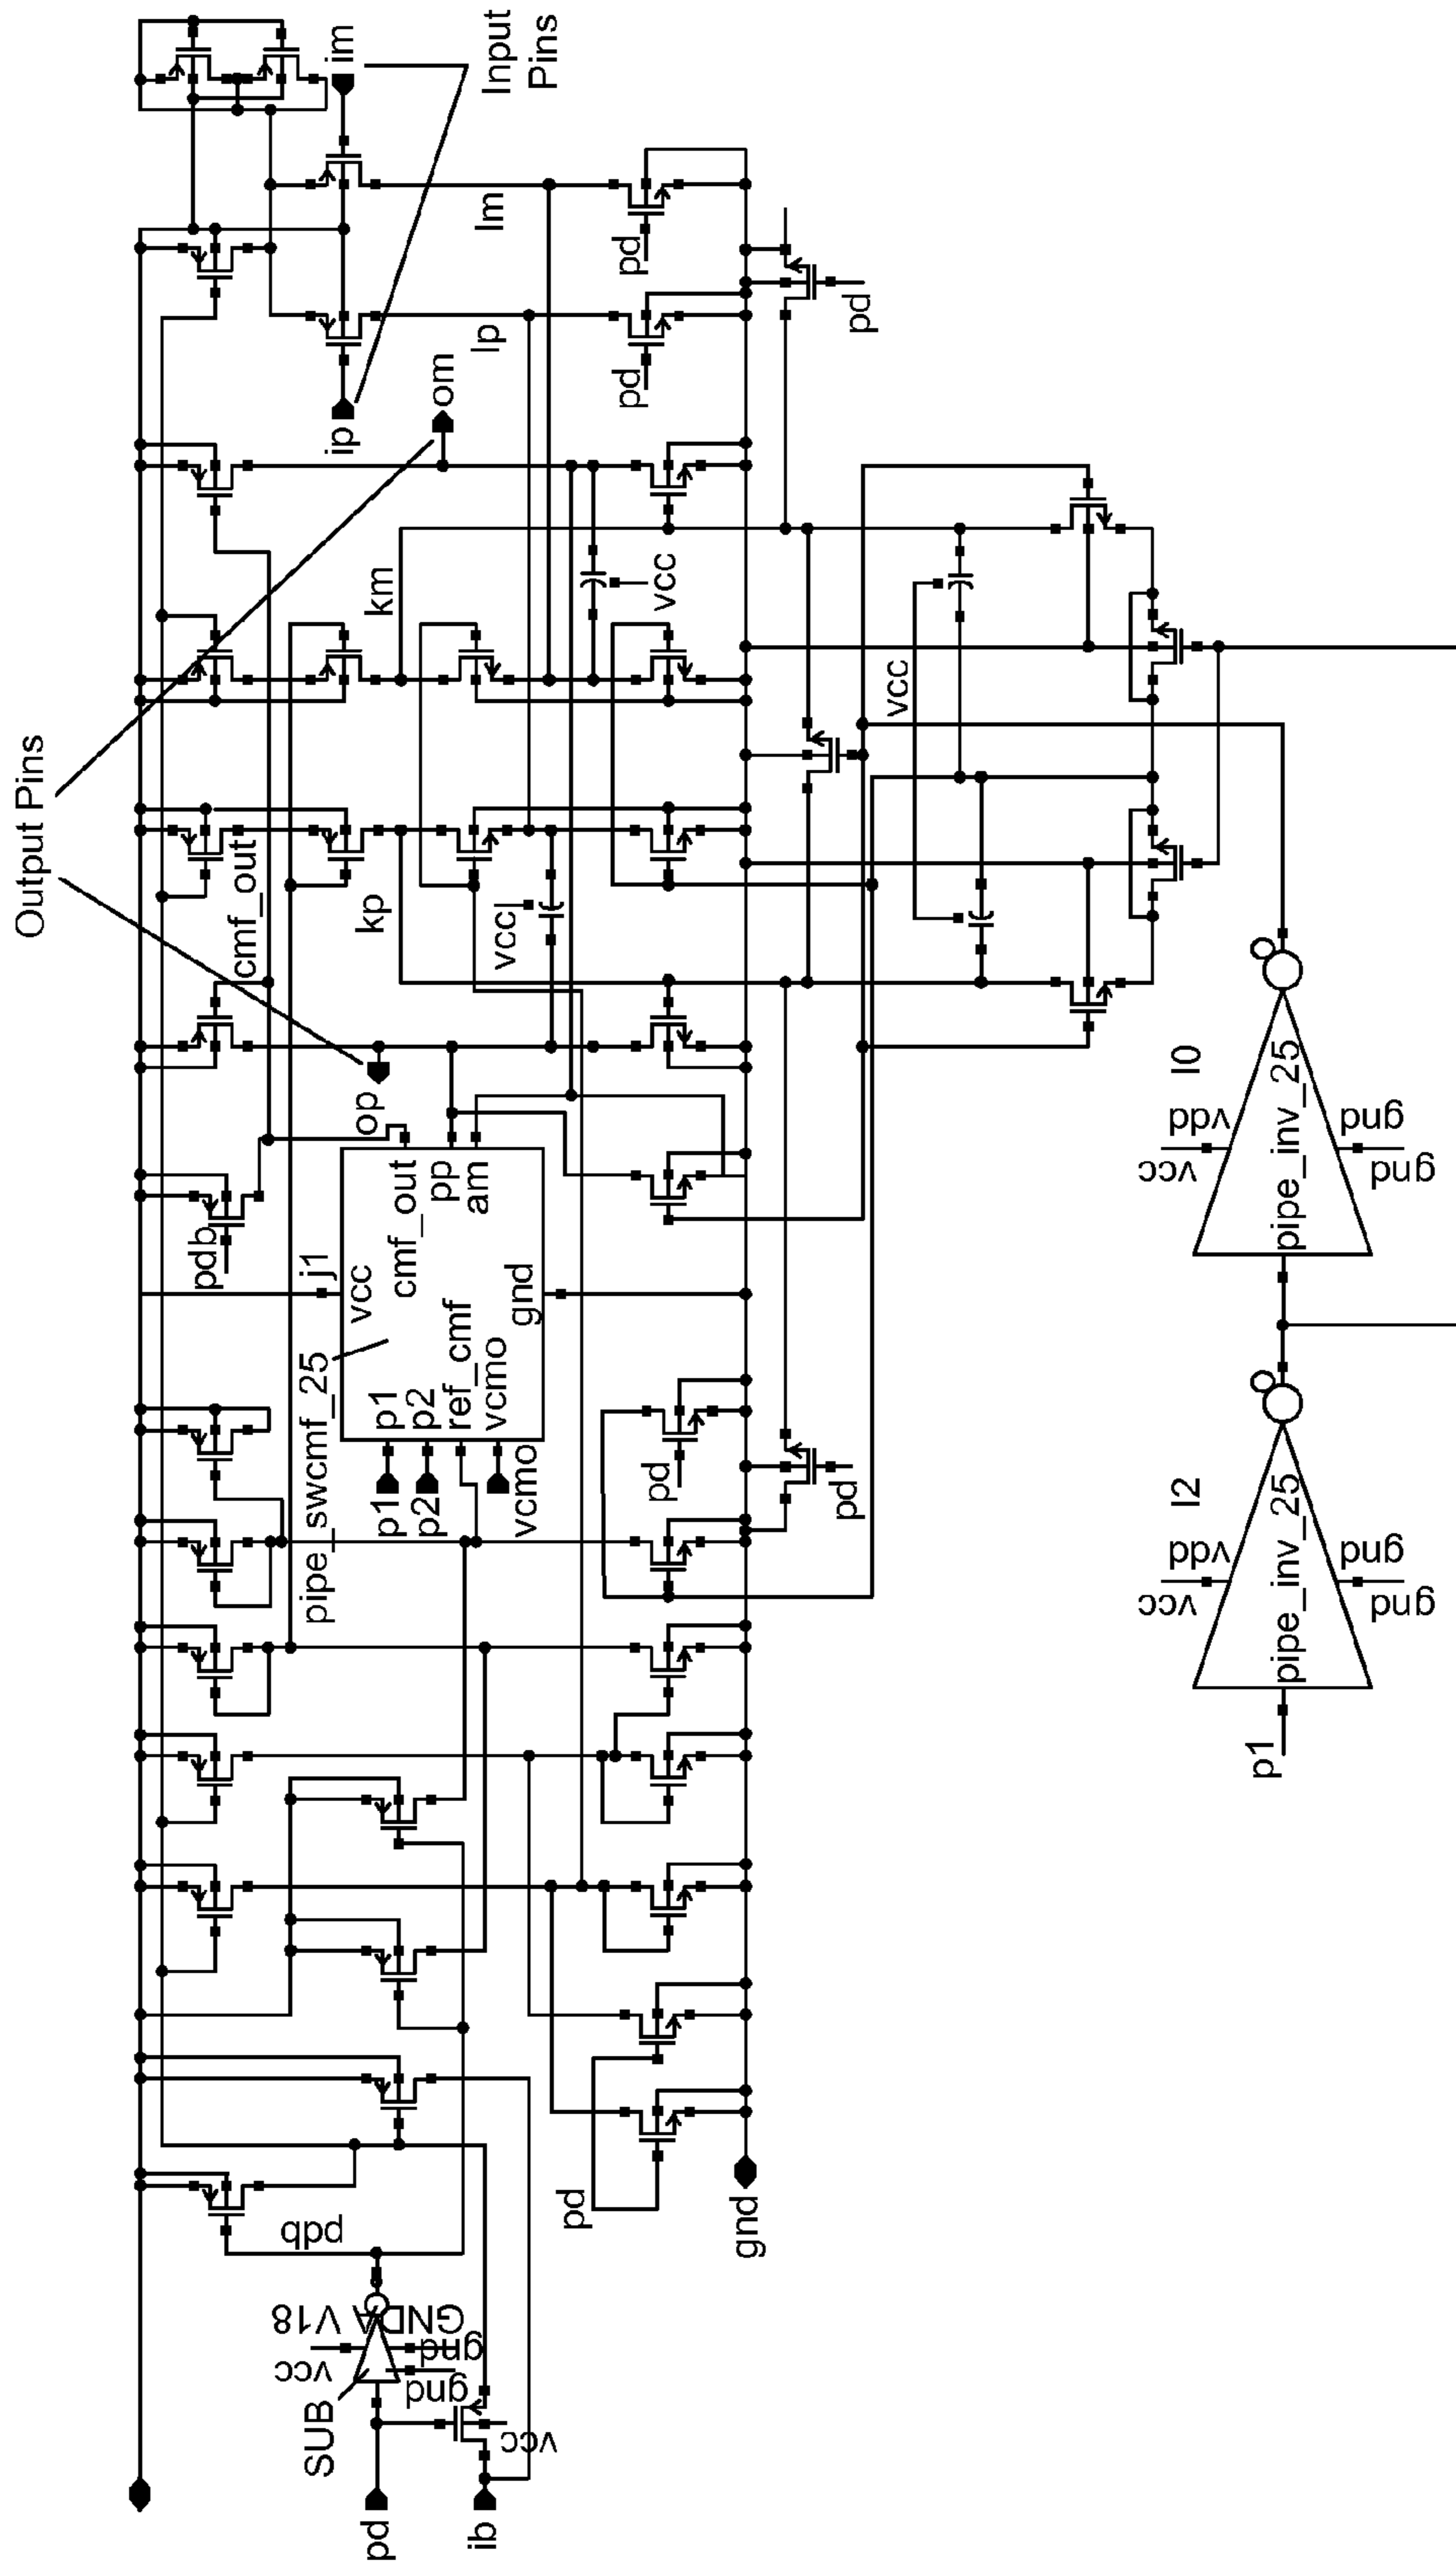 Output Pins
Input
Pins
im
ip
om
op
lm
lp
km
kp
cmf_out
vcc
vcc
vcc
pd
pd
pd
pd
pd
pd
pdb
pdb
j1
pipe_swcmf_25
vcc
cmf_out
pp
am
gnd
p1
p2
ref_cmf
vcmo
p1
p2
vcmo
SUB
vcc
GNDA V18
gnd
gnd
vcc
pd
ib
gnd
I0
vcc
vdd
pipe_inv_25
gnd
gnd
I2
vcc
vdd
pipe_inv_25
gnd
gnd
p1